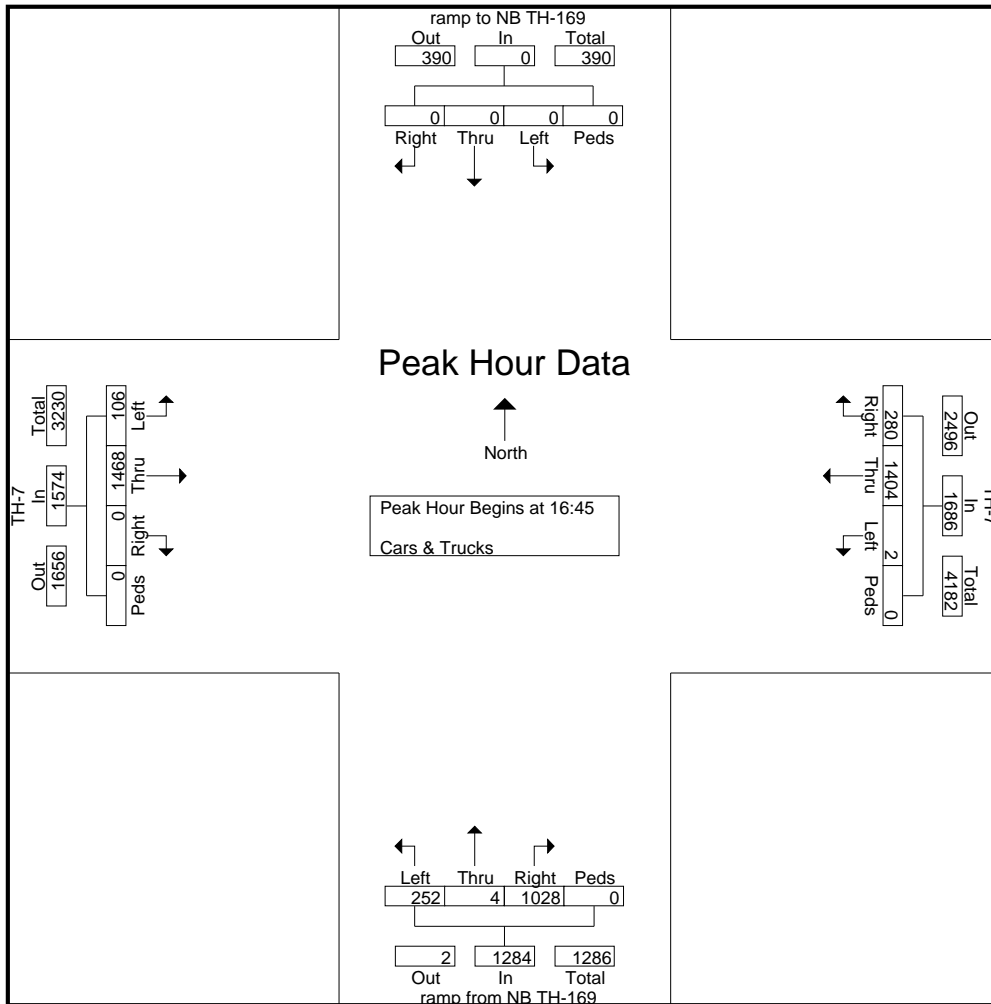 ramp to NB TH-169
Out In Total
390 0 390
0 0 0 0
Right Thru Left Peds
Peak Hour Data
North
Peak Hour Begins at 16:45
Cars & Trucks
TH-7
Out In Total
1656 1574 3230
106 1468 0 0
Left Thru Right Peds
TH-7
Out In Total
2496 1686 4182
280 1404 2 0
Right Thru Left Peds
Left Thru Right Peds
252 4 1028 0
2 1284 1286
Out In Total
ramp from NB TH-169